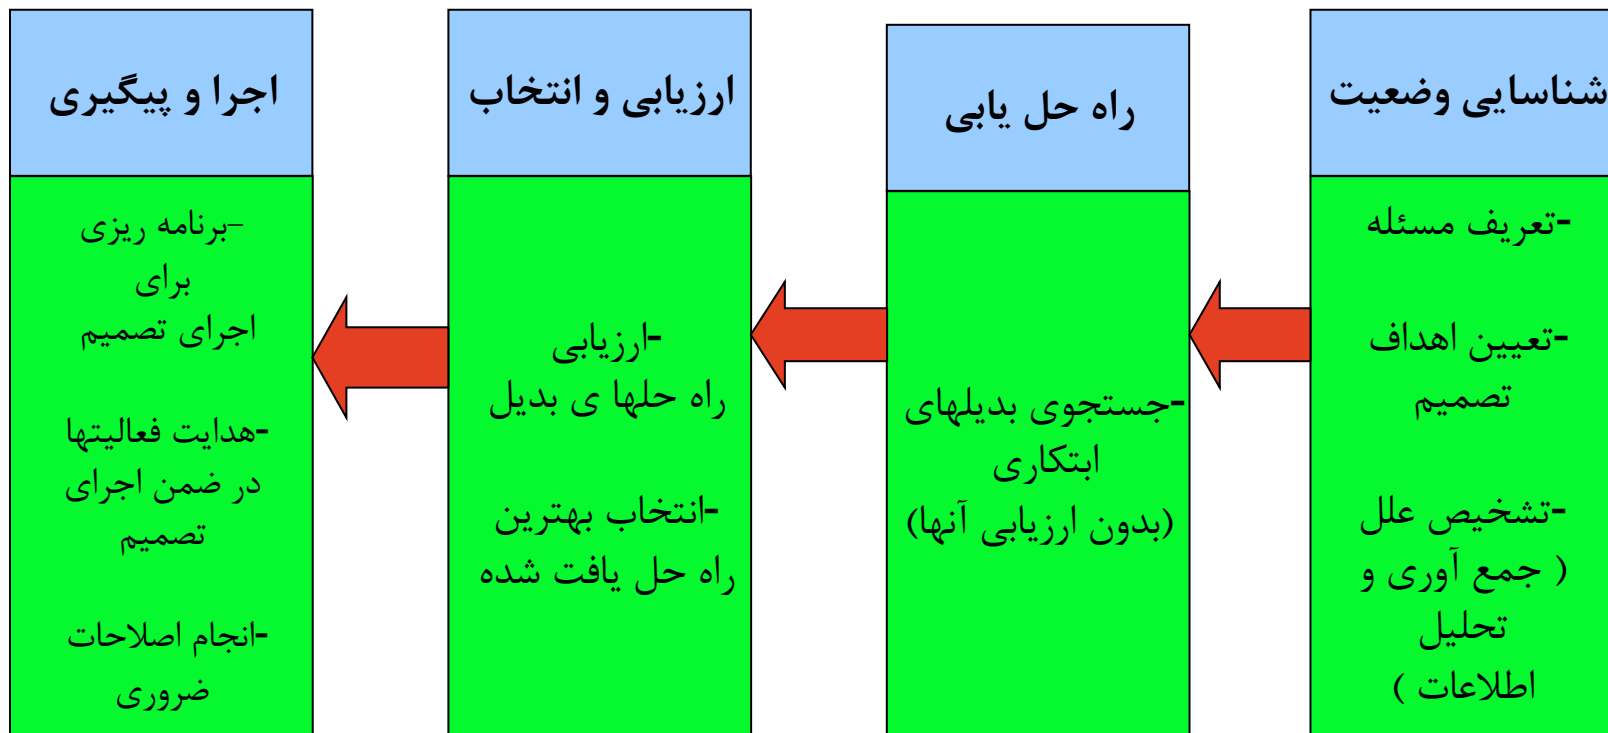 شناسایی وضعیت
-تعریف مسئله
-تعیین اهداف
تصمیم
-تشخیص علل
( جمع آوری و
تحلیل
اطلاعات )
راه حل یابی
-جستجوی بدیلهای
ابتکاری
(بدون ارزیابی آنها)
ارزیابی و انتخاب
-ارزیابی
راه حلها ی بدیل
-انتخاب بهترین
راه حل یافت شده
اجرا و پیگیری
-برنامه ریزی
برای
اجرای تصمیم
-هدایت فعالیتها
در ضمن اجرای
تصمیم
-انجام اصلاحات
ضروری